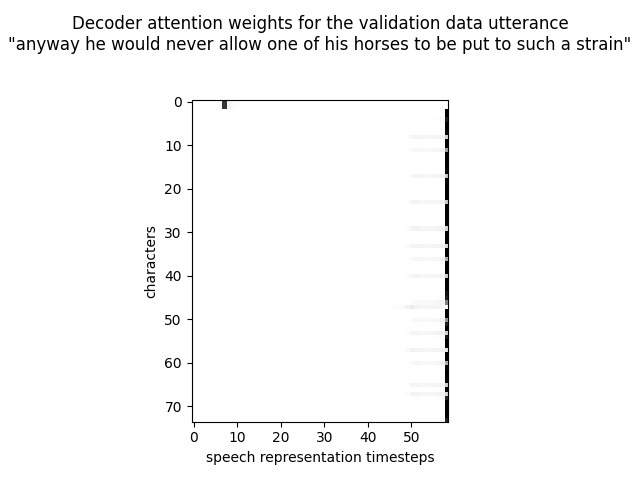 Decoder attention weights for the validation data utterance
"anyway he would never allow one of his horses to be put to such a strain"
0
10
20
30
40
50
60
70
characters
0 10 20 30 40 50
speech representation timesteps